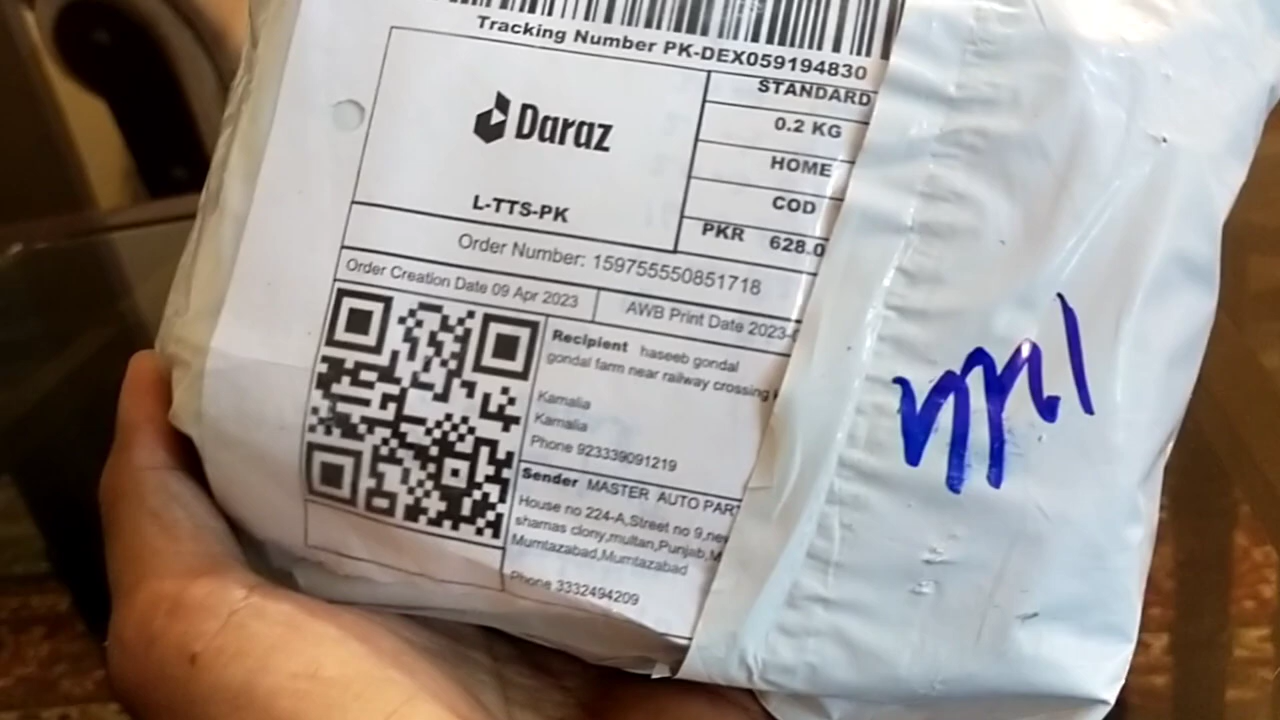 Tracking Number PK-DEX059194830
STANDARD
0.2 KG
HOME
COD
PKR 628.0
Daraz
L-TTS-PK
Order Number: 159755550851718
Order Creation Date 09 Apr 2023
AWB Print Date 2023-
Recipient haseeb gondal
gondal farm near railway crossing
Kamalia
Kamalia
Phone 923339091219
Sender MASTER AUTO PAR
House no 224-A,Street no 9,new
shamas clony,multan,Punjab,M
Mumtazabad,Mumtazabad
Phone 3332494209